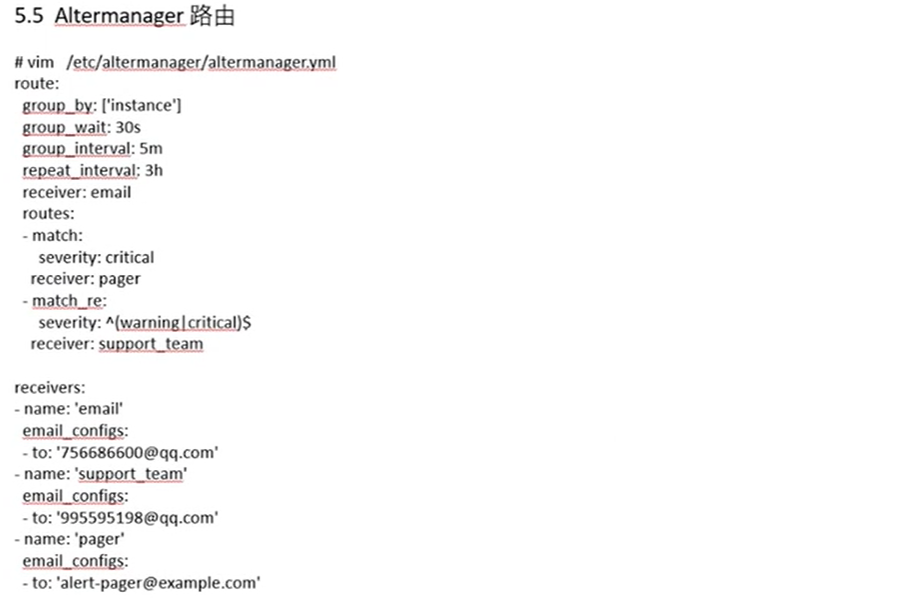 5.5 Altermanager 路由
# vim /etc/altermanager/altermanager.yml
route:
group_by: ['instance']
group_wait: 30s
group_interval: 5m
repeat_interval: 3h
receiver: email
routes:
- match:
severity: critical
receiver: pager
- match_re:
severity: ^(warning|critical)$
receiver: support_team
receivers:
- name: 'email'
email_configs:
- to: '756686600@qq.com'
- name: 'support_team'
email_configs:
- to: '995595198@qq.com'
- name: 'pager'
email_configs:
- to: 'alert-pager@example.com'